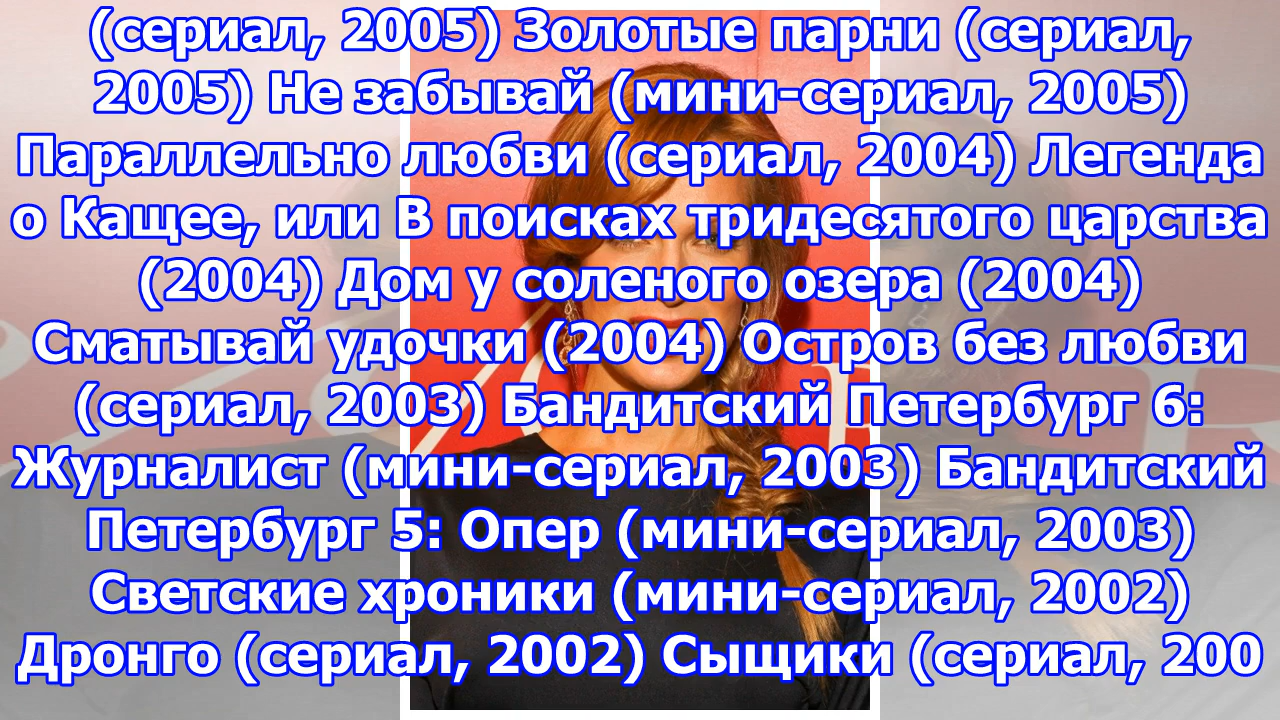 (сериал, 2005) Золотые парни (сериал,
2005) Не забывай (мини-сериал, 2005)
Параллельно любви (сериал, 2004) Легенда
о Кащее, или В поисках тридесятого царства
(2004) Дом у соленого озера (2004)
Сматывай удочки (2004) Остров без любви
(сериал, 2003) Бандитский Петербург 6:
Журналист (мини-сериал, 2003) Бандитский
Петербург 5: Опер (мини-сериал, 2003)
Светские хроники (мини-сериал, 2002)
Дронго (сериал, 2002) Сыщики (сериал, 200